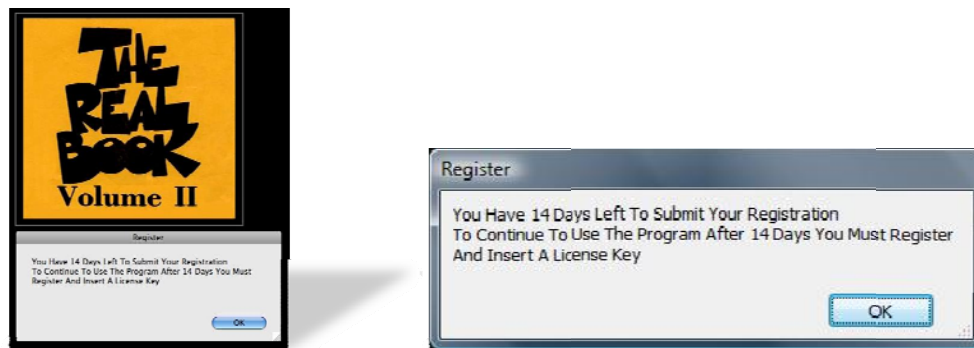 THE
REAL
BOOK
Volume II
Register
You Have 14 Days Left To Submit Your Registration
To Continue To Use The Program After 14 Days You Must
Register And Insert A License Key
OK
Register
You Have 14 Days Left To Submit Your Registration
To Continue To Use The Program After 14 Days You Must Register
And Insert A License Key
OK